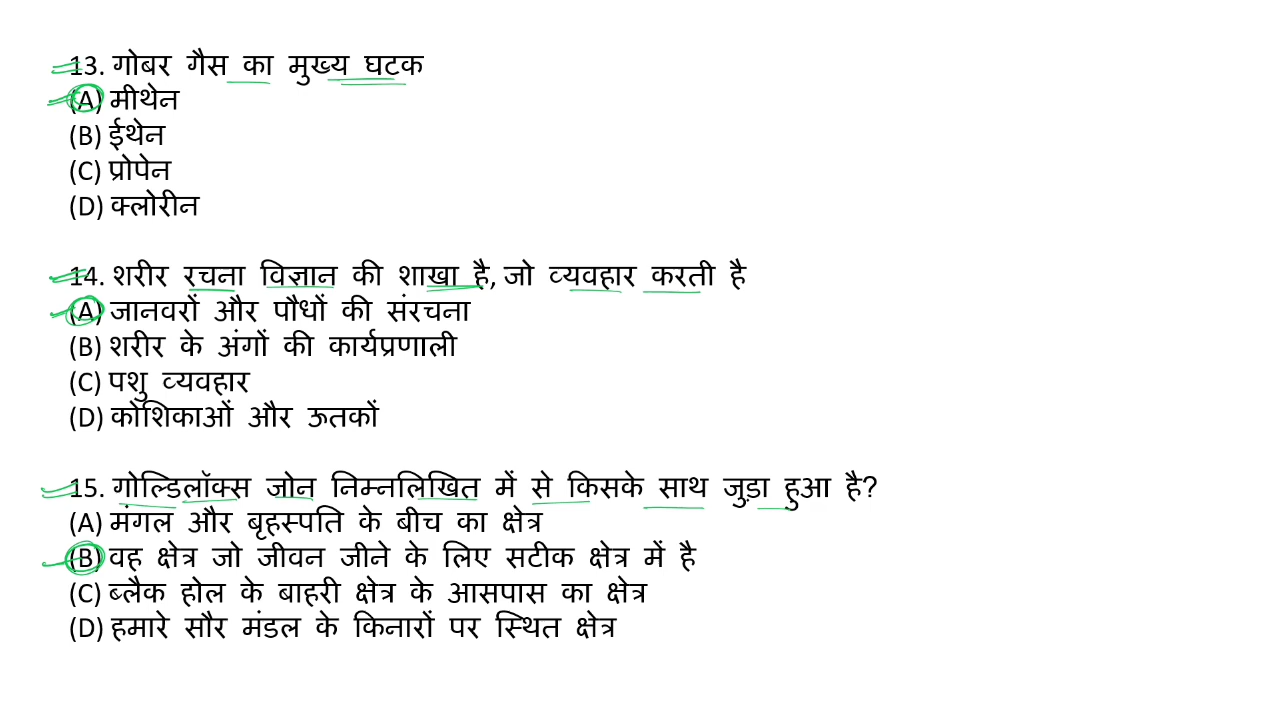 13. गोबर गैस का मुख्य घटक
(A) मीथेन
(B) ईथेन
(C) प्रोपेन
(D) क्लोरीन
14. शरीर रचना विज्ञान की शाखा है, जो व्यवहार करती है
(A) जानवरों और पौधों की संरचना
(B) शरीर के अंगों की कार्यप्रणाली
(C) पशु व्यवहार
(D) कोशिकाओं और ऊतकों
15. गोल्डिलॉक्स जोन निम्नलिखित में से किसके साथ जुड़ा हुआ है?
(A) मंगल और बृहस्पति के बीच का क्षेत्र
(B) वह क्षेत्र जो जीवन जीने के लिए सटीक क्षेत्र में है
(C) ब्लैक होल के बाहरी क्षेत्र के आसपास का क्षेत्र
(D) हमारे सौर मंडल के किनारों पर स्थित क्षेत्र